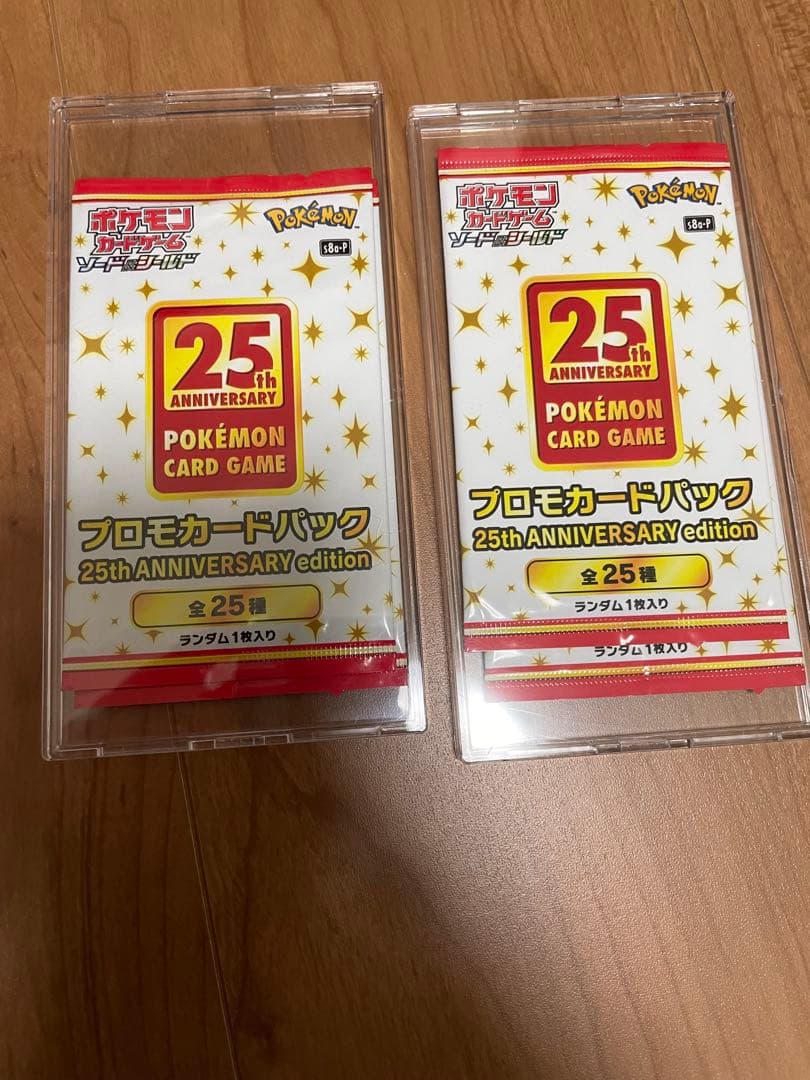 ポケモン
カードゲーム
ソード&シールド
POKÉMON
s8a-P
25th
ANNIVERSARY
POKÉMON
CARD GAME
プロモカードパック
25th ANNIVERSARY edition
全25種
ランダム1枚入り
ポケモン
カードゲーム
ソード&シールド
POKÉMON
s8a-P
25th
ANNIVERSARY
POKÉMON
CARD GAME
プロモカードパック
25th ANNIVERSARY edition
全25種
ランダム1枚入り
ランダム1枚入り